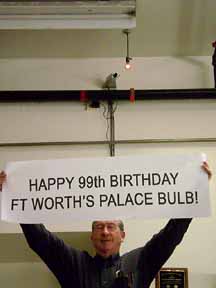 HAPPY 99th BIRTHDAY
FT WORTH'S PALACE BULB!